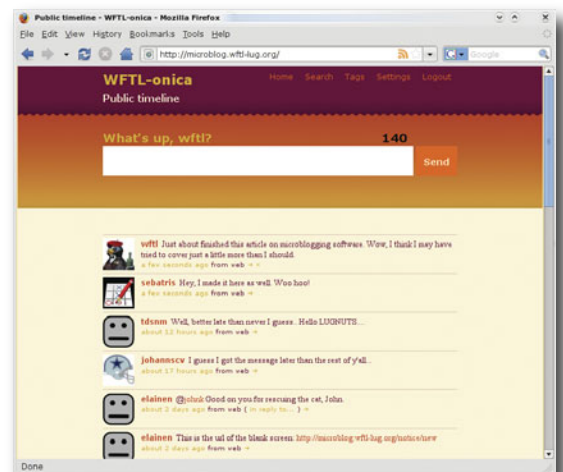 Public timeline - WFTL-onica - Mozilla Firefox
File Edit View History Bookmarks Tools Help
http://microblog.wftl-lug.org/
Google
WFTL-onica
Home Search Tags Settings Logout
Public timeline
What's up, wftl?
140
Send
wftl Just about finished this article on microblogging software. Wow, I think I may have
tried to cover just a little more than I should.
a few seconds ago from web
sebatris Hey, I made it here as well. Woo hoo!
a few seconds ago from web
tdsnm Well, better late than never I guess.. Hello LUGNUTS....
about 12 hours ago from web
johannscv I guess I got the message later than the rest of y'all...
about 17 hours ago from web
elainen @johnk Good on you for rescuing the cat, John.
about 2 days ago from web ( in reply to... )
elainen This is the url of the blank screen: http://microblog.wftl-lug.org/notice/new
about 2 days ago from web
Done